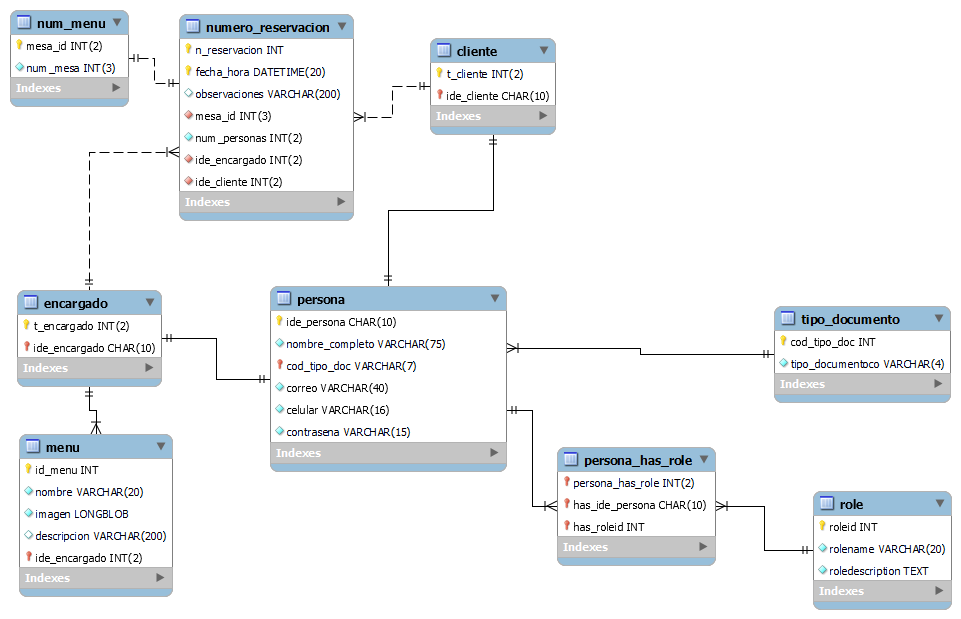 num_menu
mesa_id INT(2)
num_mesa INT(3)
Indexes
numero_reservacion
n_reservacion INT
fecha_hora DATETIME(20)
observaciones VARCHAR(200)
mesa_id INT(3)
num_personas INT(2)
ide_encargado INT(2)
ide_cliente INT(2)
Indexes
cliente
t_cliente INT(2)
ide_cliente CHAR(10)
Indexes
encargado
t_encargado INT(2)
ide_encargado CHAR(10)
Indexes
persona
ide_persona CHAR(10)
nombre_completo VARCHAR(75)
cod_tipo_doc VARCHAR(7)
correo VARCHAR(40)
celular VARCHAR(16)
contrasena VARCHAR(15)
Indexes
tipo_documento
cod_tipo_doc INT
tipo_documentoco VARCHAR(4)
Indexes
menu
id_menu INT
nombre VARCHAR(20)
imagen LONGBLOB
descripcion VARCHAR(200)
ide_encargado INT(2)
Indexes
persona_has_role
persona_has_role INT(2)
has_ide_persona CHAR(10)
has_roleid INT
Indexes
role
roleid INT
rolename VARCHAR(20)
roledescription TEXT
Indexes